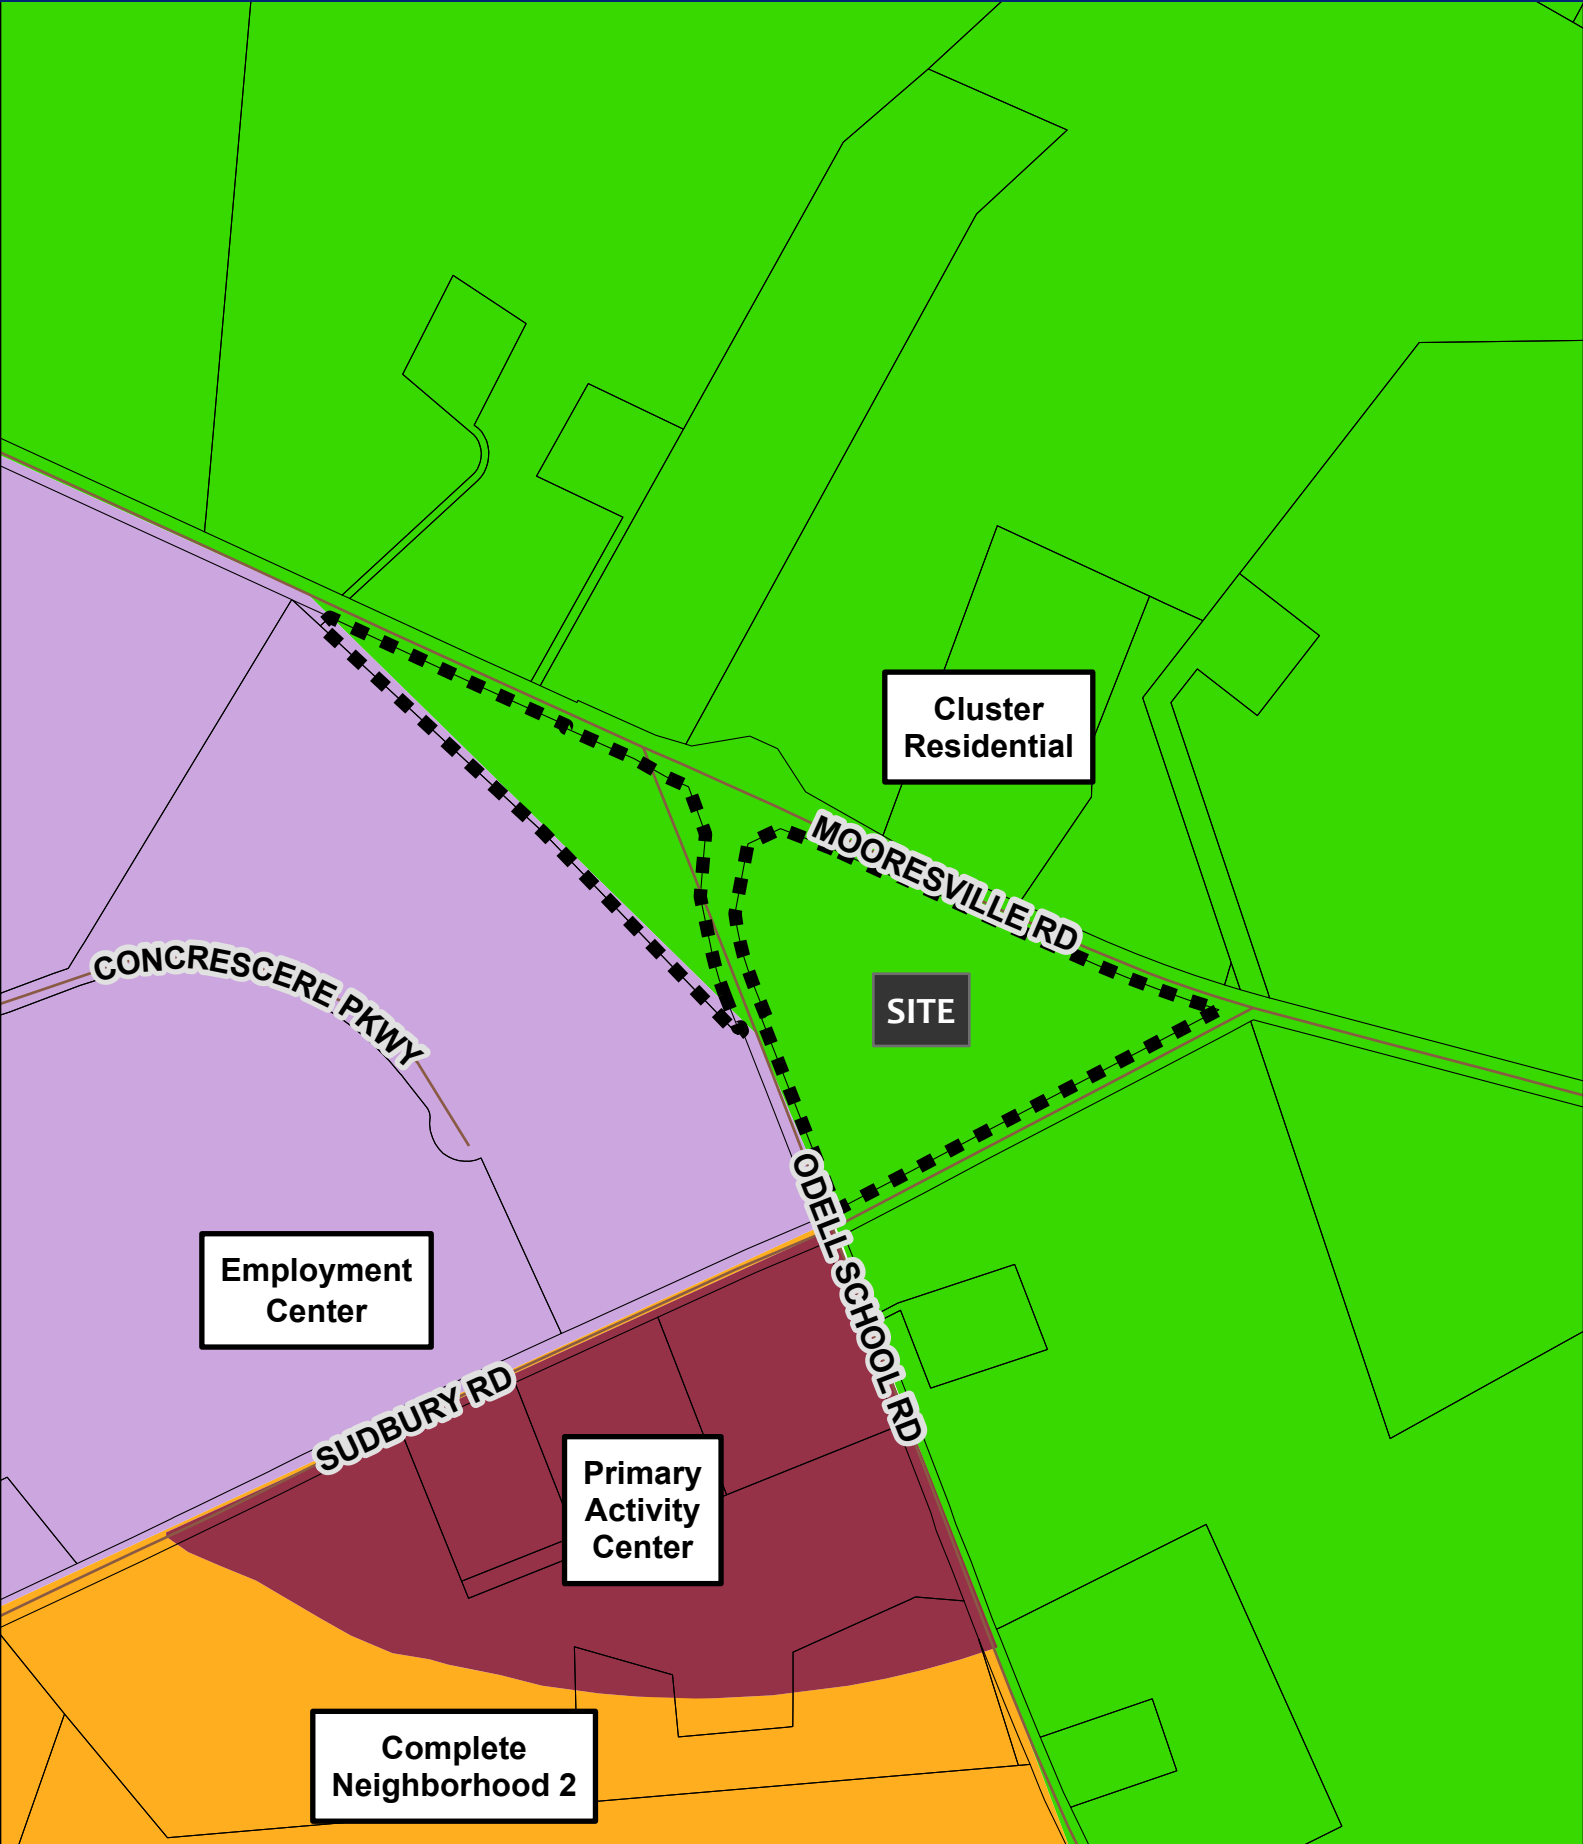 Cluster
Residential
MOORESVILLE RD
CONCRESCERE PKWY
SITE
ODELL SCHOOL RD
Employment
Center
SUDBURY RD
Primary
Activity
Center
Complete
Neighborhood 2